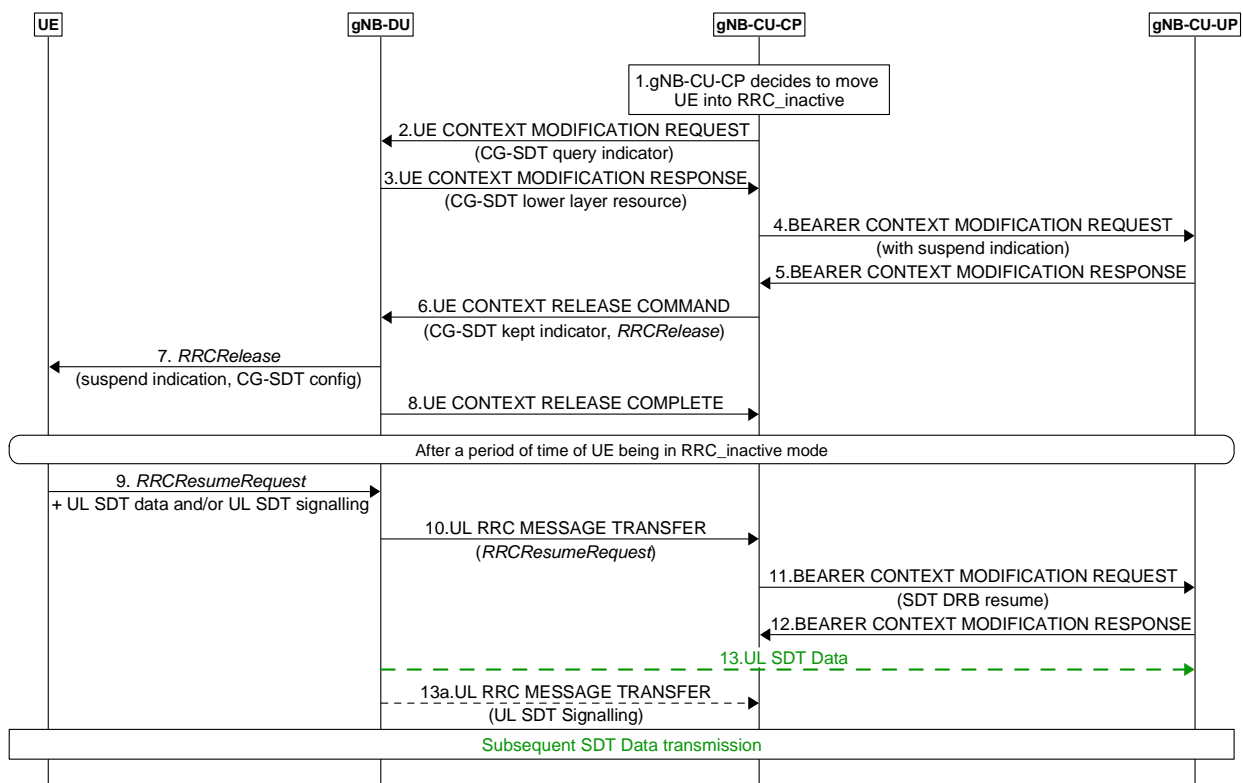 UE
gNB-DU
gNB-CU-CP
gNB-CU-UP
1.gNB-CU-CP decides to move
UE into RRC_inactive
2.UE CONTEXT MODIFICATION REQUEST
(CG-SDT query indicator)
3.UE CONTEXT MODIFICATION RESPONSE
(CG-SDT lower layer resource)
4.BEARER CONTEXT MODIFICATION REQUEST
(with suspend indication)
5.BEARER CONTEXT MODIFICATION RESPONSE
6.UE CONTEXT RELEASE COMMAND
(CG-SDT kept indicator, RRCRelease)
7. RRCRelease
(suspend indication, CG-SDT config)
8.UE CONTEXT RELEASE COMPLETE
After a period of time of UE being in RRC_inactive mode
9. RRCResumeRequest
+ UL SDT data and/or UL SDT signalling
10.UL RRC MESSAGE TRANSFER
(RRCResumeRequest)
11.BEARER CONTEXT MODIFICATION REQUEST
(SDT DRB resume)
12.BEARER CONTEXT MODIFICATION RESPONSE
13.UL SDT Data
13a.UL RRC MESSAGE TRANSFER
(UL SDT Signalling)
Subsequent SDT Data transmission